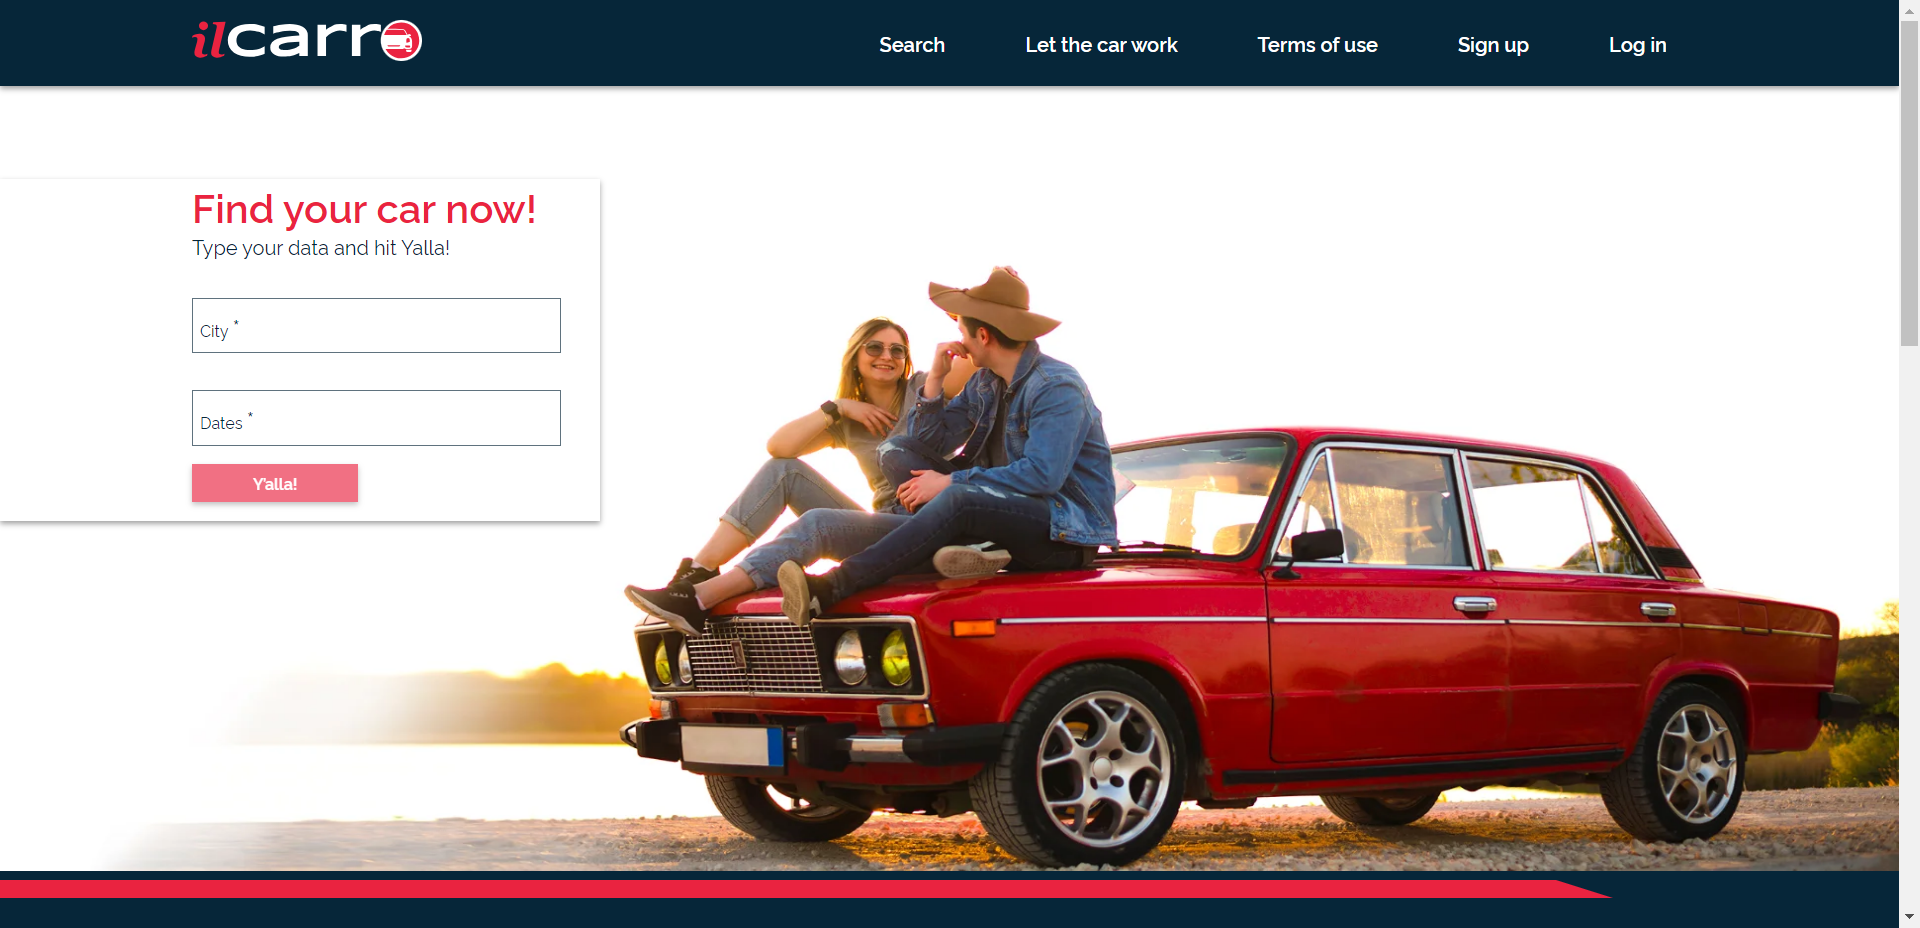 ilcarro
Search
Let the car work
Terms of use
Sign up
Log in
Find your car now!
Type your data and hit Yalla!
City *
Dates *
Y'alla!